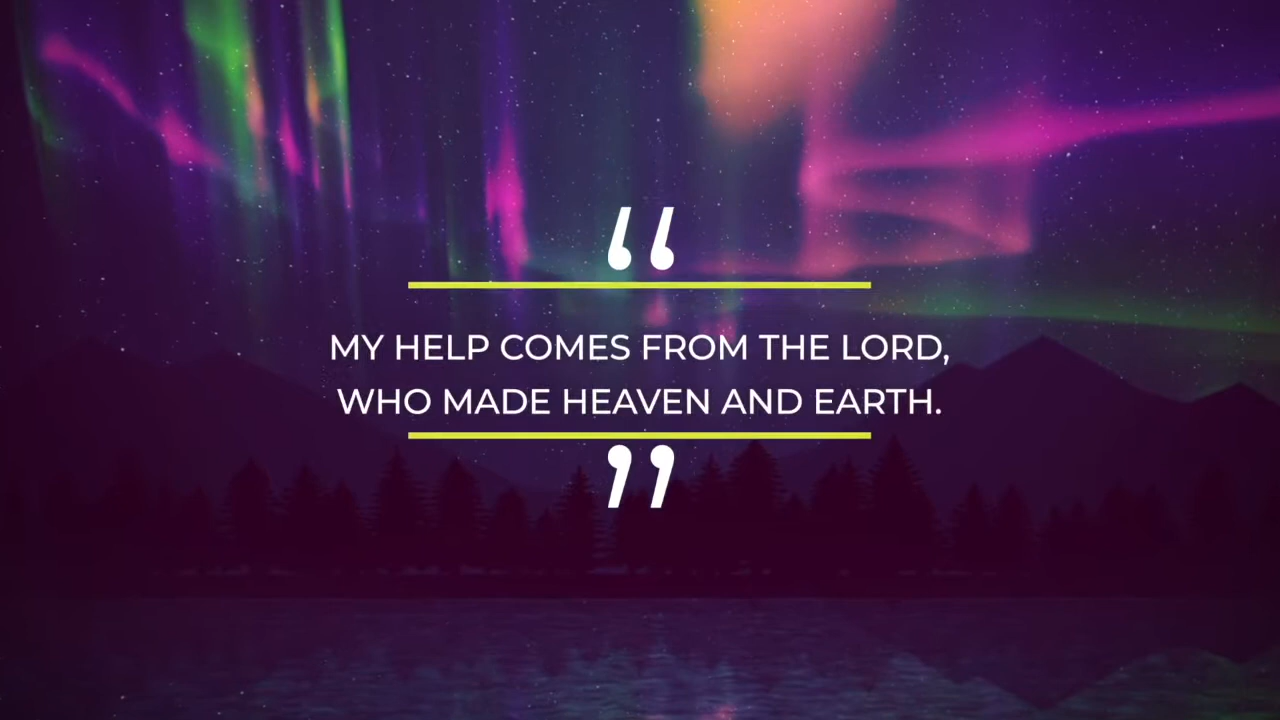 “
MY HELP COMES FROM THE LORD,
WHO MADE HEAVEN AND EARTH.
”